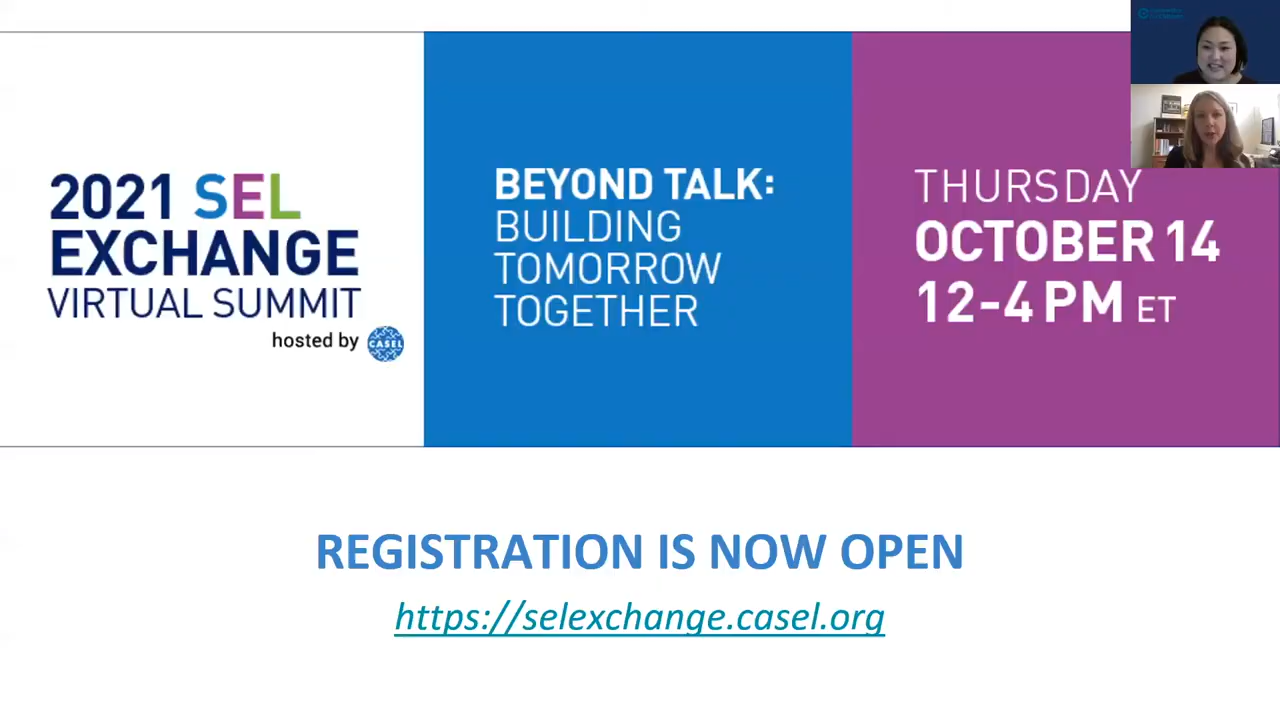 2021 SEL
EXCHANGE
VIRTUAL SUMMIT
hosted by CASEL
BEYOND TALK:
BUILDING
TOMORROW
TOGETHER
THURSDAY
OCTOBER 14
12-4 PM ET
REGISTRATION IS NOW OPEN
https://selexchange.casel.org